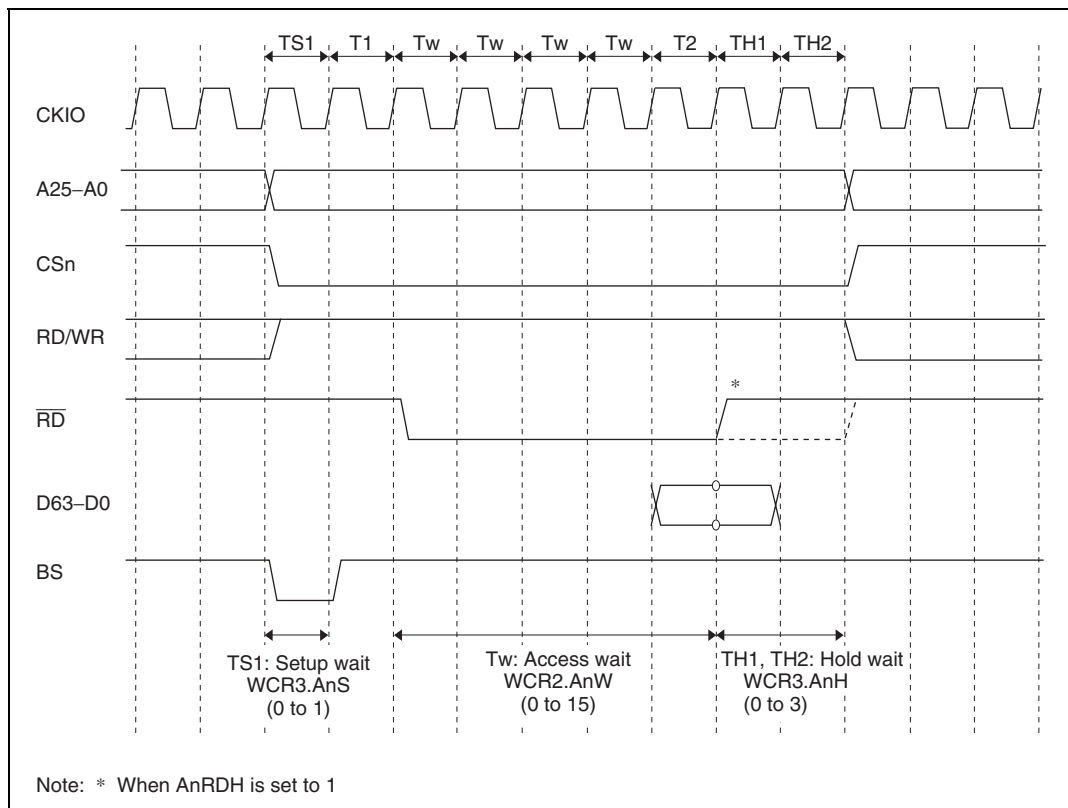 TS1 T1 Tw Tw Tw Tw T2 TH1 TH2
CKIO
A25–A0
CSn
RD/WR
*
RD
D63–D0
BS
TS1: Setup wait
WCR3.AnS
(0 to 1)
Tw: Access wait
WCR2.AnW
(0 to 15)
TH1, TH2: Hold wait
WCR3.AnH
(0 to 3)
Note: * When AnRDH is set to 1